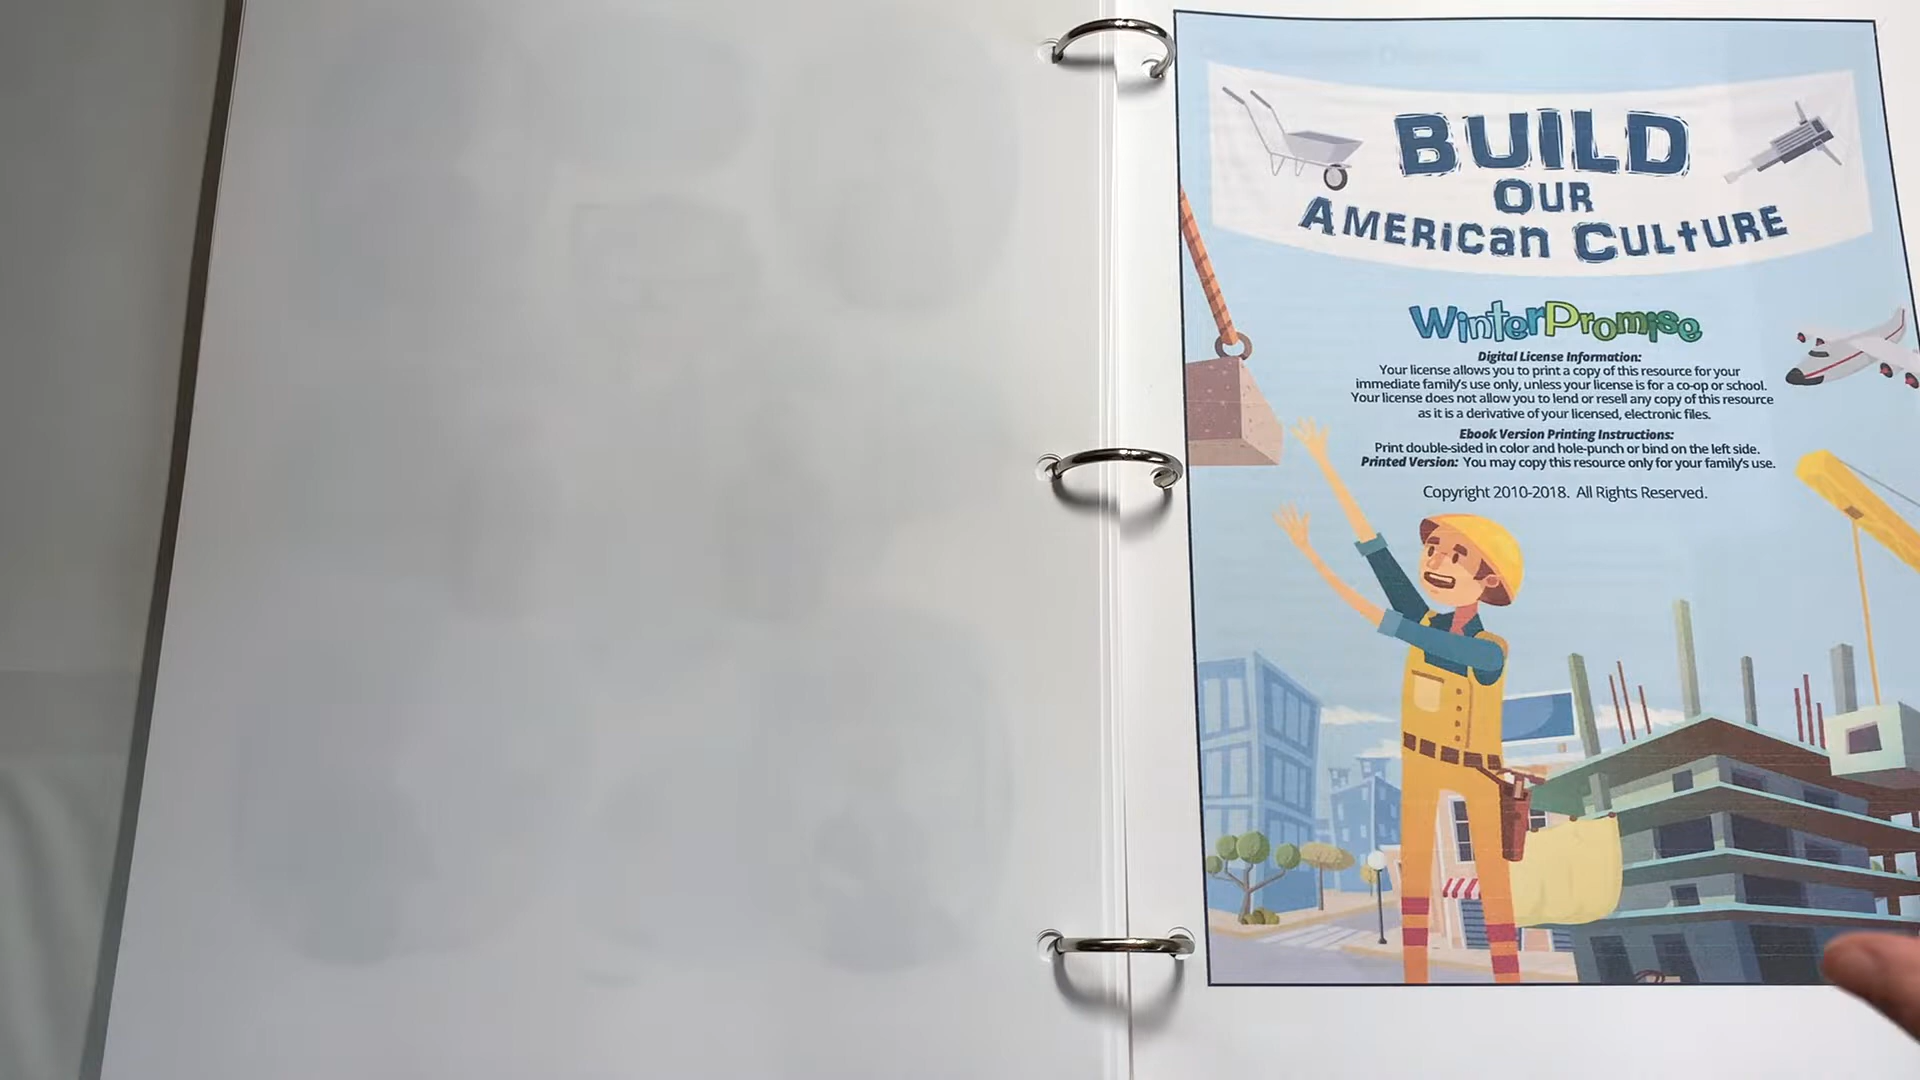 BUILD
OUR
AMERICAN CULTURE
WinterPromise
Digital License Information:
Your license allows you to print a copy of this resource for your
immediate family's use only, unless your license is for a co-op or school.
Your license does not allow you to lend or resell any copy of this resource
as it is a derivative of your licensed, electronic files.
Ebook Version Printing Instructions:
Print double-sided in color and hole-punch or bind on the left side.
Printed Version: You may copy this resource only for your family's use.
Copyright 2010-2018. All Rights Reserved.